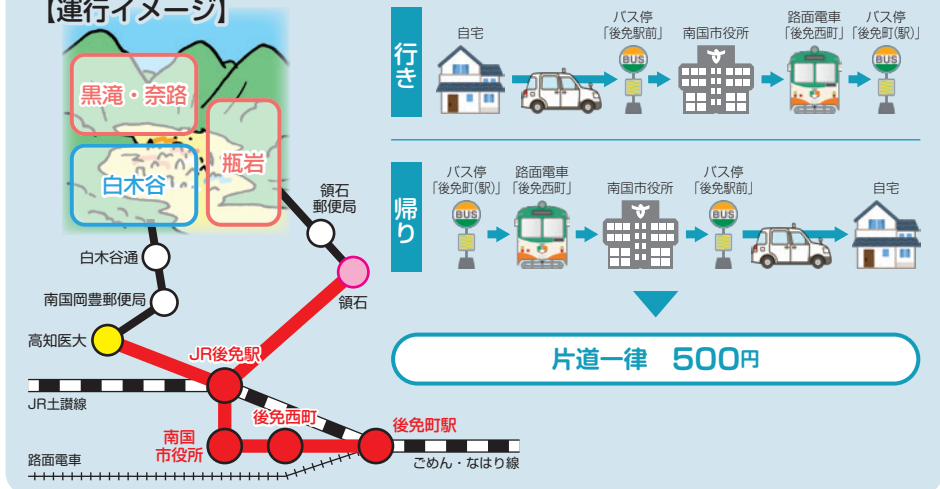 【運行イメージ】
黒滝・奈路
瓶岩
白木谷
領石
郵便局
白木谷通
南国岡豊郵便局
領石
高知医大
JR後免駅
JR土讃線
後免西町
後免町駅
南国
市役所
ごめん・なはり線
路面電車
行き
自宅
バス停
「後免駅前」
BUS
南国市役所
路面電車
「後免西町」
バス停
「後免町(駅)」
BUS
帰り
バス停
「後免町(駅)」
BUS
路面電車
「後免西町」
南国市役所
バス停
「後免駅前」
BUS
自宅
片道一律 500円